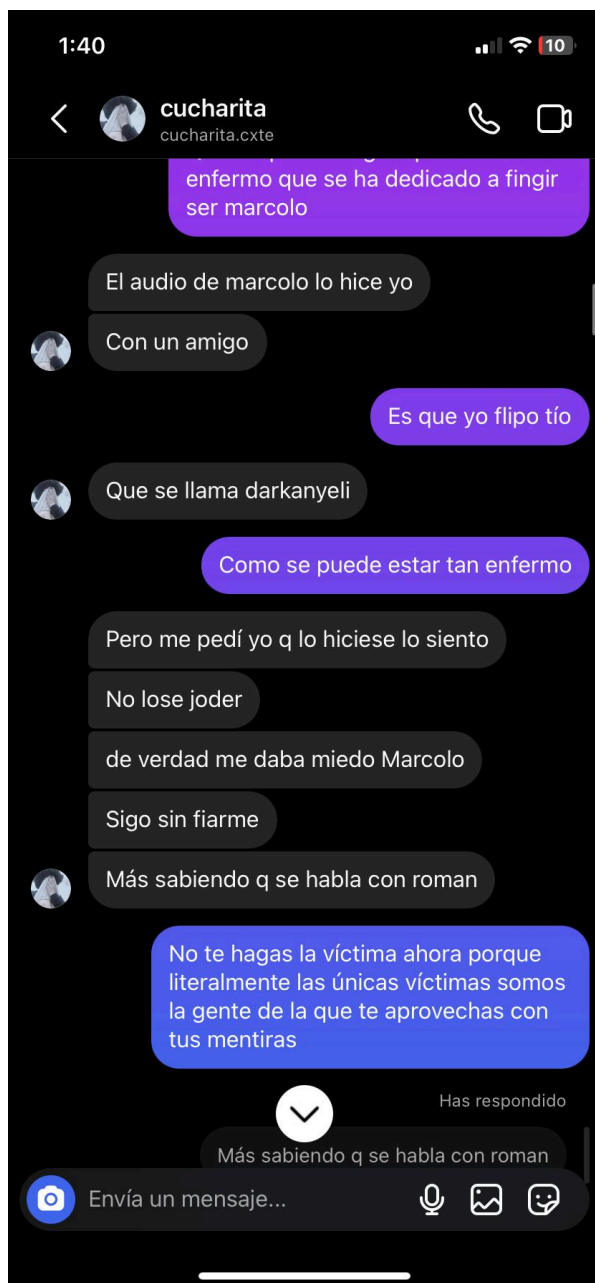 1:40
10
cucharita
cucharita.cxte
enfermo que se ha dedicado a fingir
ser marcolo
El audio de marcolo lo hice yo
Con un amigo
Es que yo flipo tío
Que se llama darkanyeli
Como se puede estar tan enfermo
Pero me pedí yo q lo hiciese lo siento
No lose joder
de verdad me daba miedo Marcolo
Sigo sin fiarme
Más sabiendo q se habla con roman
No te hagas la víctima ahora porque
literalmente las únicas víctimas somos
la gente de la que te aprovechas con
tus mentiras
Has respondido
Más sabiendo q se habla con roman
Envía un mensaje...